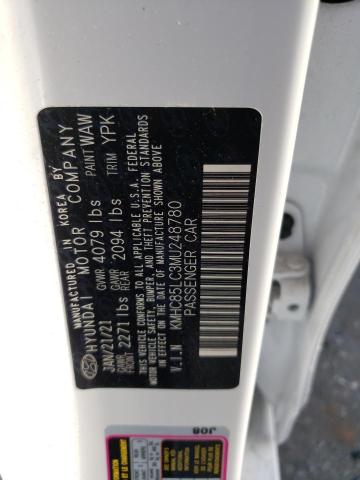 MANUFACTURED IN KOREA BY
HYUNDAI MOTOR COMPANY
JAN/21/21 GVWR 4079 lbs PAINT WAW
GAWR FRONT 2271 lbs GAWR REAR 2094 lbs TRIM YPK
THIS VEHICLE CONFORMS TO ALL APPLICABLE U.S.A. FEDERAL
MOTOR VEHICLE SAFETY, BUMPER, AND THEFT PREVENTION STANDARDS
IN EFFECT ON THE DATE OF MANUFACTURE SHOWN ABOVE.
V.I.N KMHC85LC3MU248780
PASSENGER CAR
J08